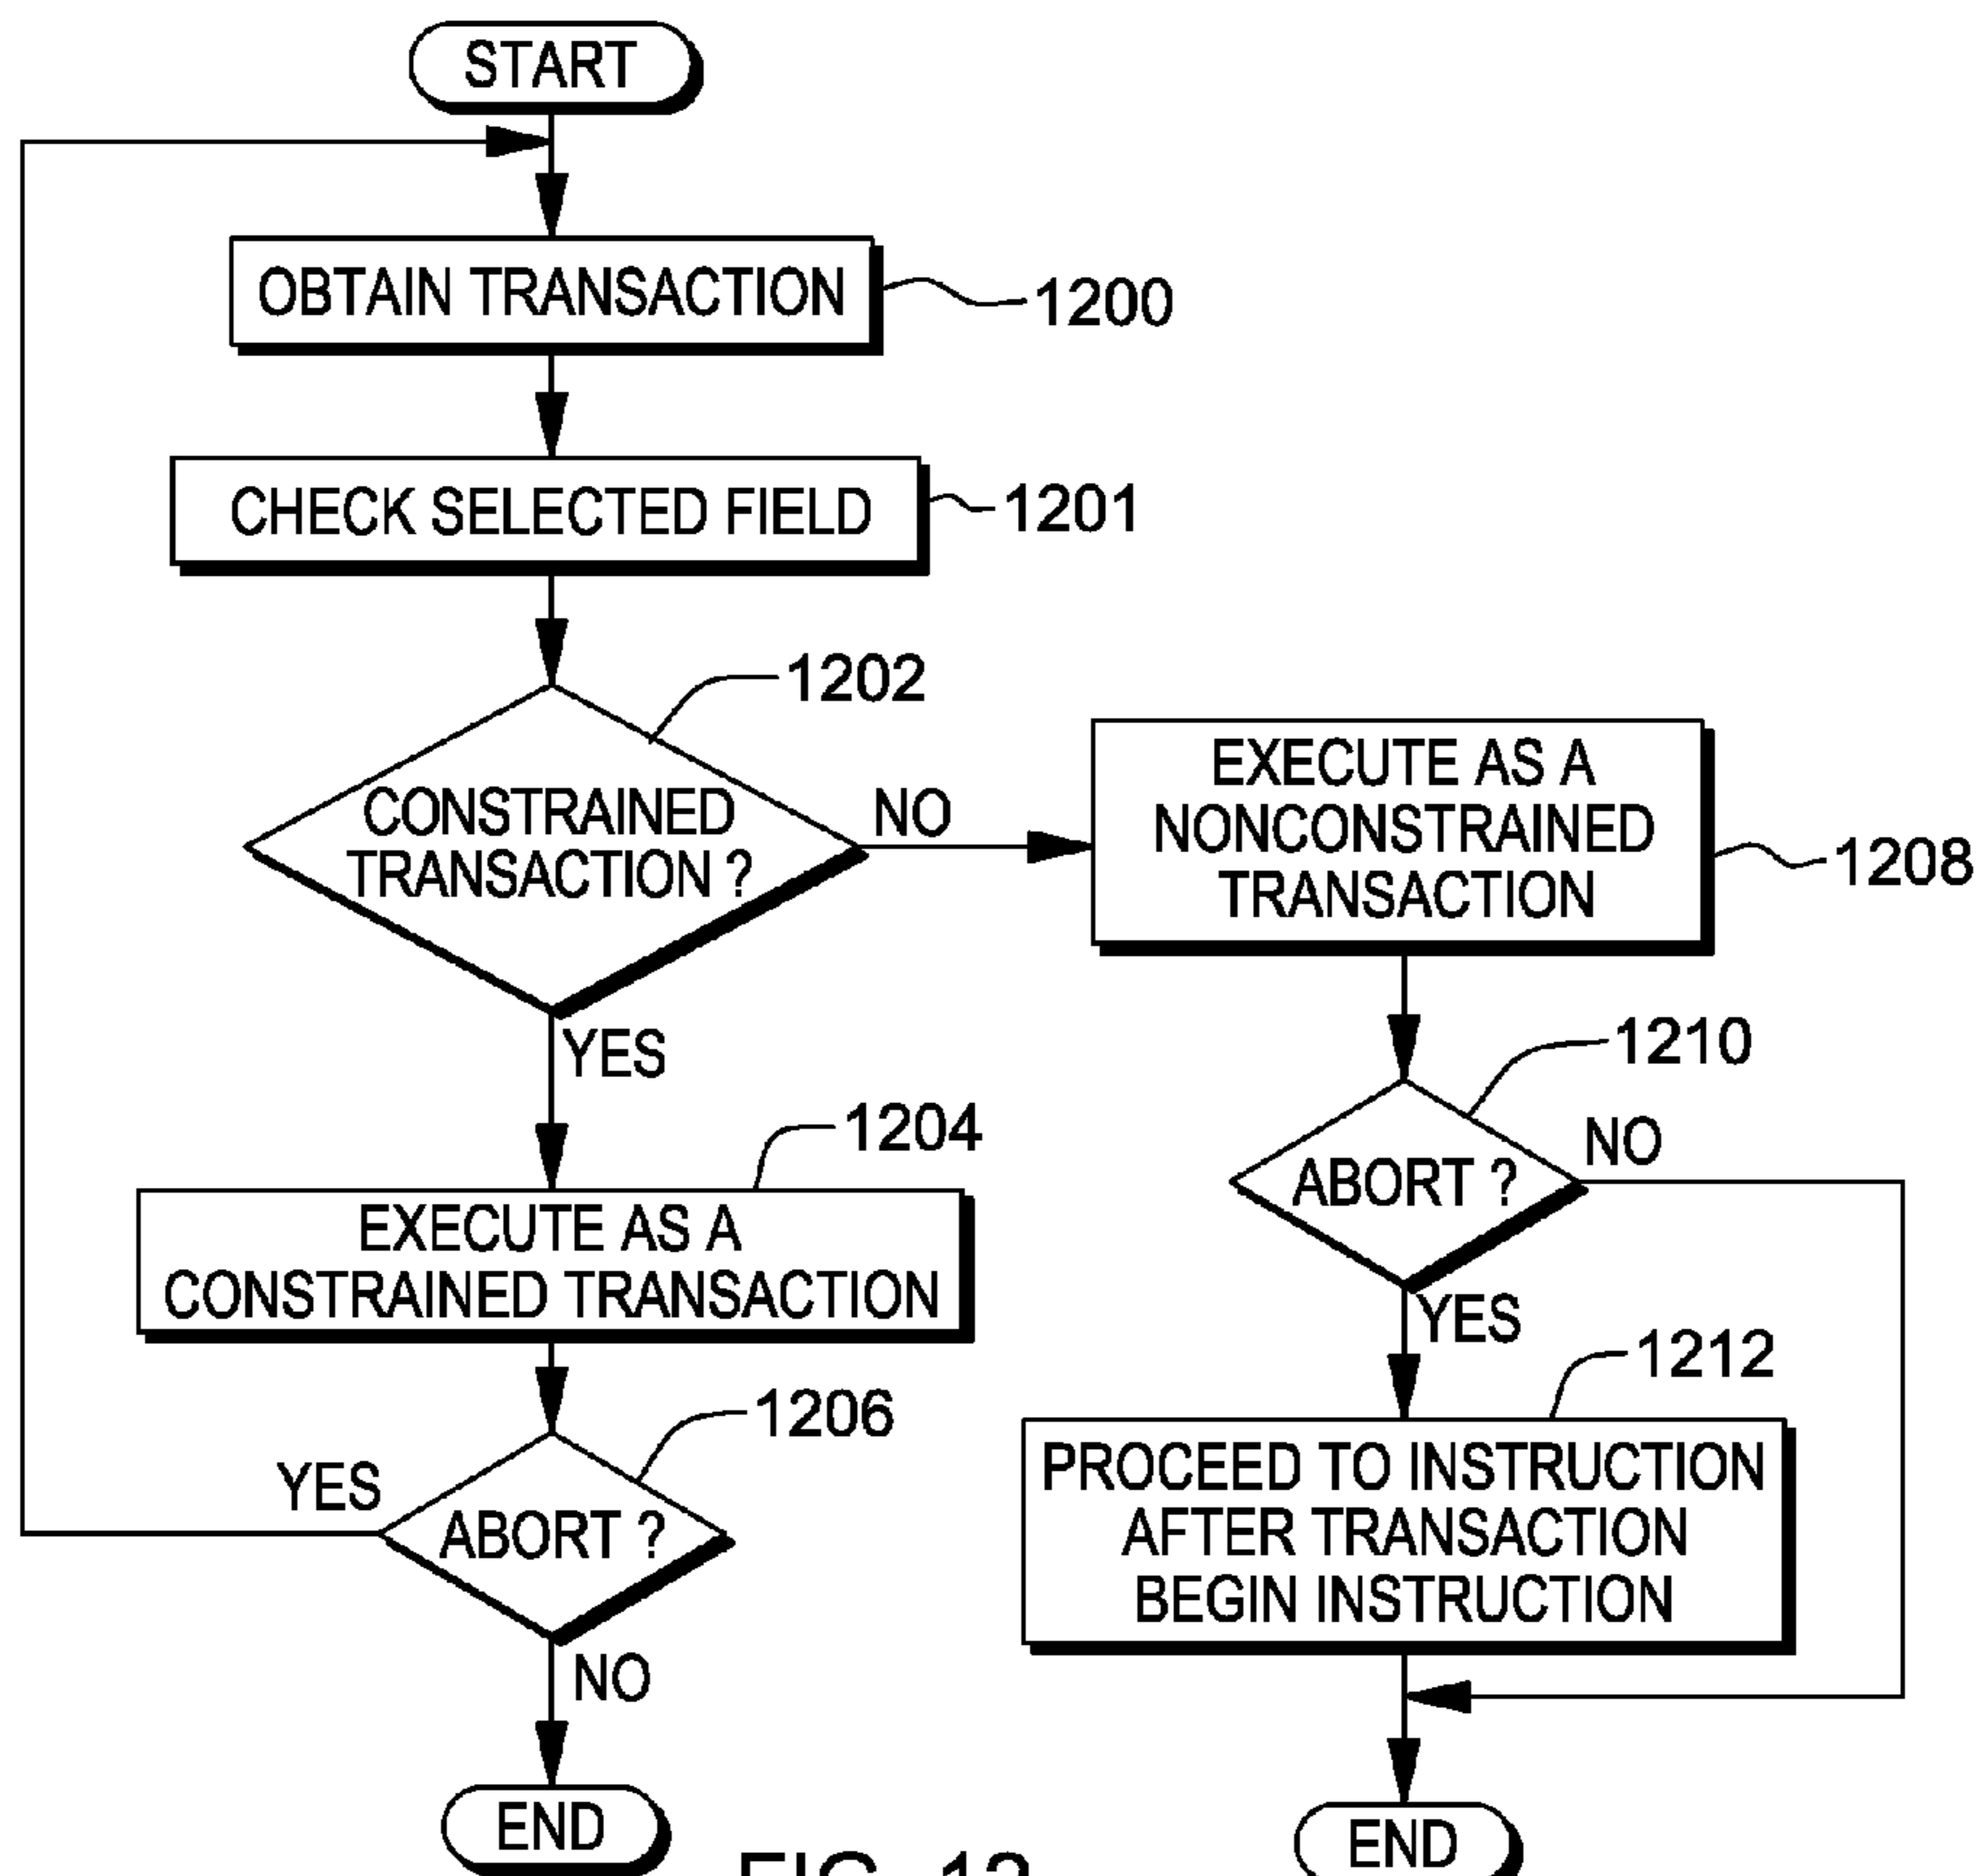 START
OBTAIN TRANSACTION
1200
CHECK SELECTED FIELD
1201
1202
CONSTRAINED
TRANSACTION ?
NO
YES
EXECUTE AS A
NONCONSTRAINED
TRANSACTION
1208
1204
EXECUTE AS A
CONSTRAINED TRANSACTION
1206
YES
ABORT ?
NO
END
1210
ABORT ?
NO
YES
1212
PROCEED TO INSTRUCTION
AFTER TRANSACTION
BEGIN INSTRUCTION
END
FIG. 12